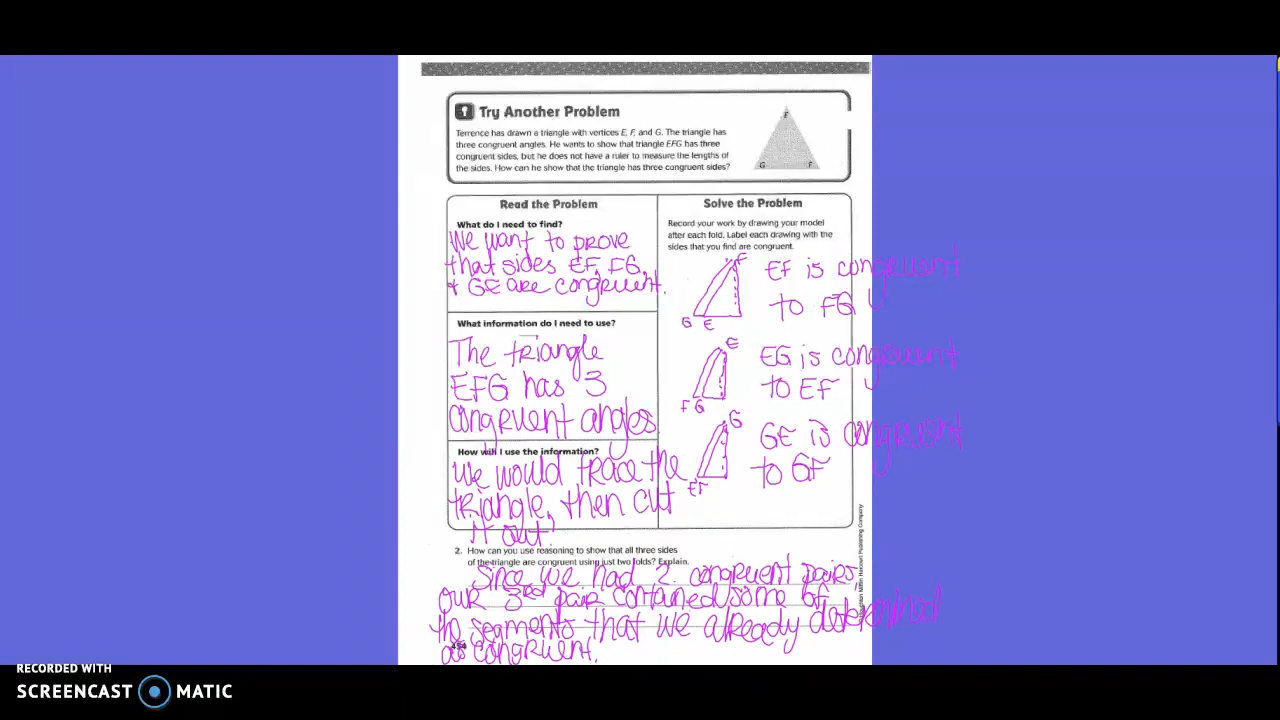 Try Another Problem
Terrence has drawn a triangle with vertices E, F, and G. The triangle has
three congruent angles. He wants to show that triangle EFG has three
congruent sides, but he does not have a ruler to measure the lengths of
the sides. How can he show that the triangle has three congruent sides?
E
G F
Read the Problem
What do I need to find?
We want to prove
that sides EF, FG,
+ GE are congruent.
What information do I need to use?
The triangle
EFG has 3
congruent angles
How will I use the information?
We would trace the
triangle, then cut
it out.
Solve the Problem
Record your work by drawing your model
after each fold. Label each drawing with the
sides that you find are congruent.
F
G E
EF is congruent
to FG
E
F G
EG is congruent
to EF
G
E F
GE is congruent
to GF
2. How can you use reasoning to show that all three sides
of the triangle are congruent using just two folds? Explain.
Since we had 2 congruent pairs,
our 3rd pair contained some of
the segments that we already determined
as congruent.
Houghton Mifflin Harcourt Publishing Company
RECORDED WITH
SCREENCAST MATIC